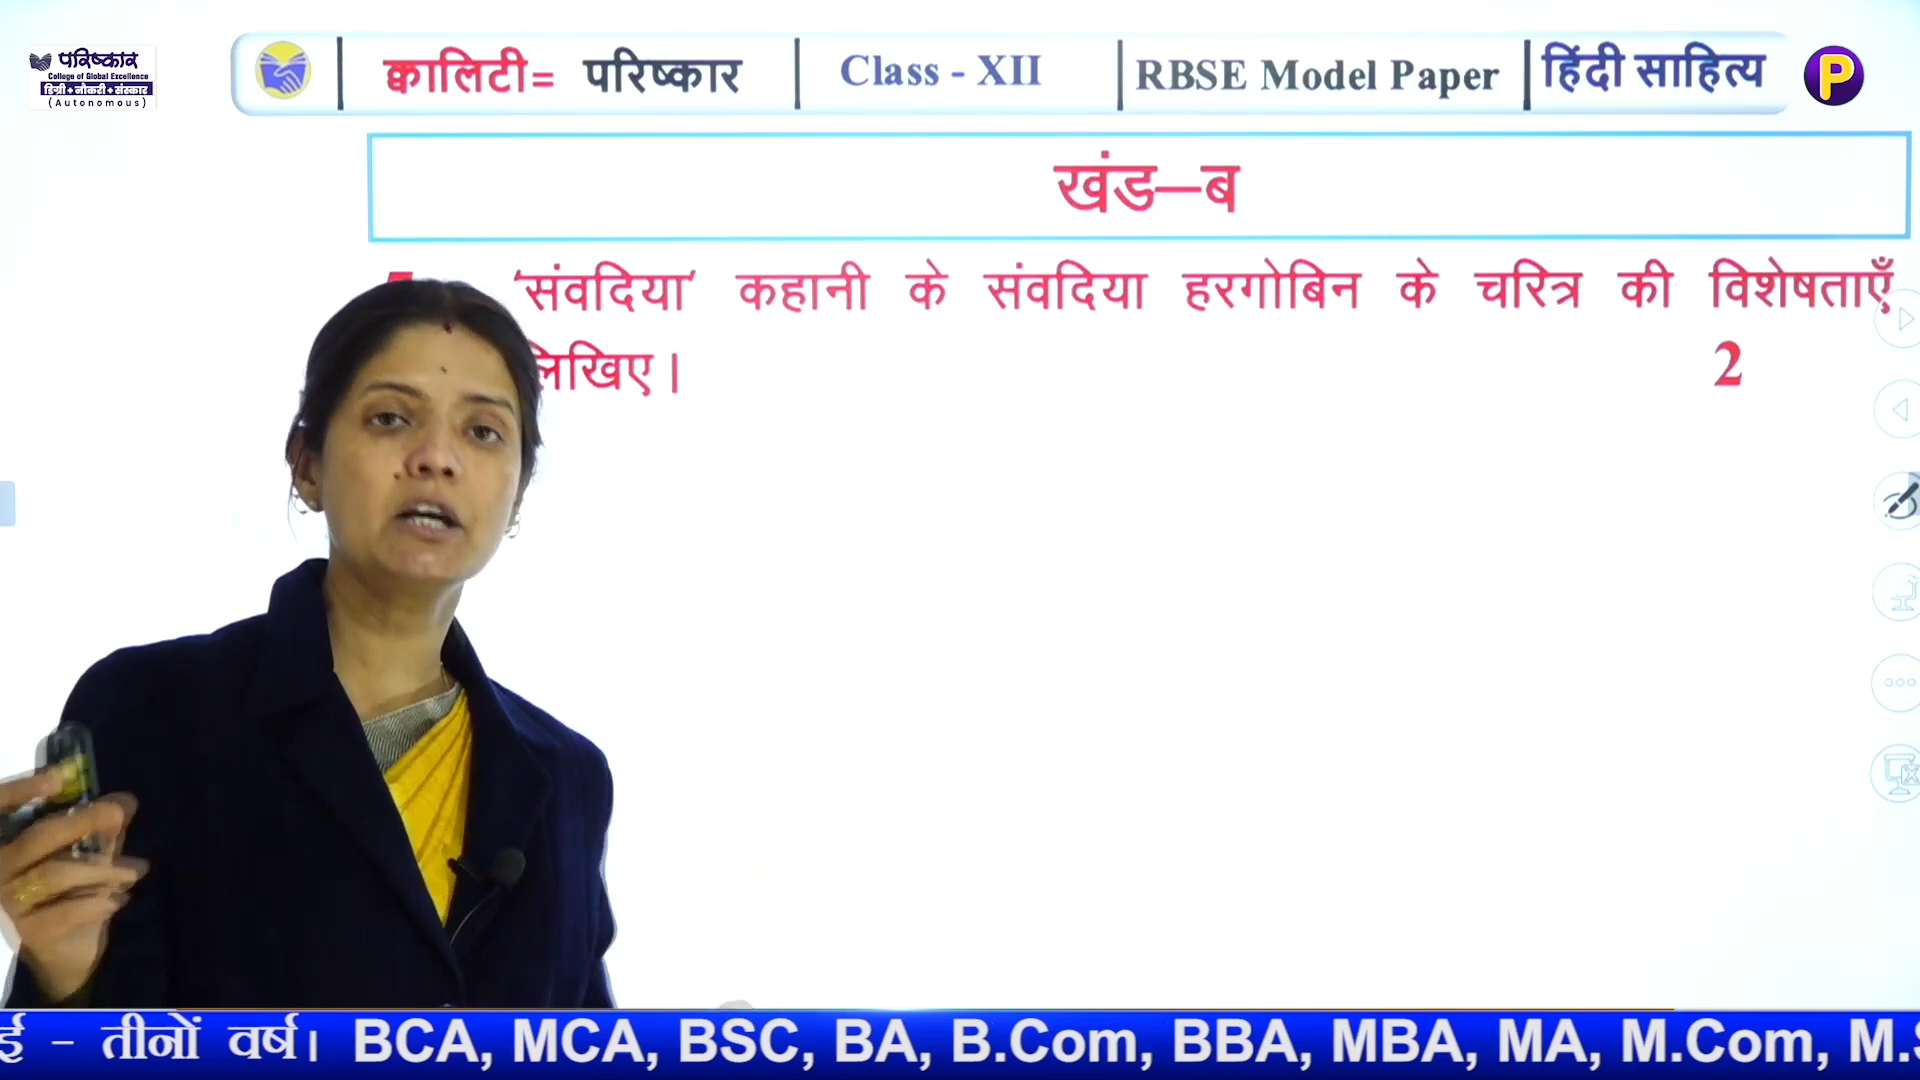 परिष्कार
College of Global Excellence
डिग्री + नौकरी + संस्कार
(Autonomous)
क्वालिटी= परिष्कार
Class - XII
RBSE Model Paper
हिंदी साहित्य
P
खंड–ब
'संवदिया' कहानी के संवदिया हरगोबिन के चरित्र की विशेषताएँ
लिखिए। 2
ई - तीनों वर्ष। BCA, MCA, BSC, BA, B.Com, BBA, MBA, MA, M.Com, M.S